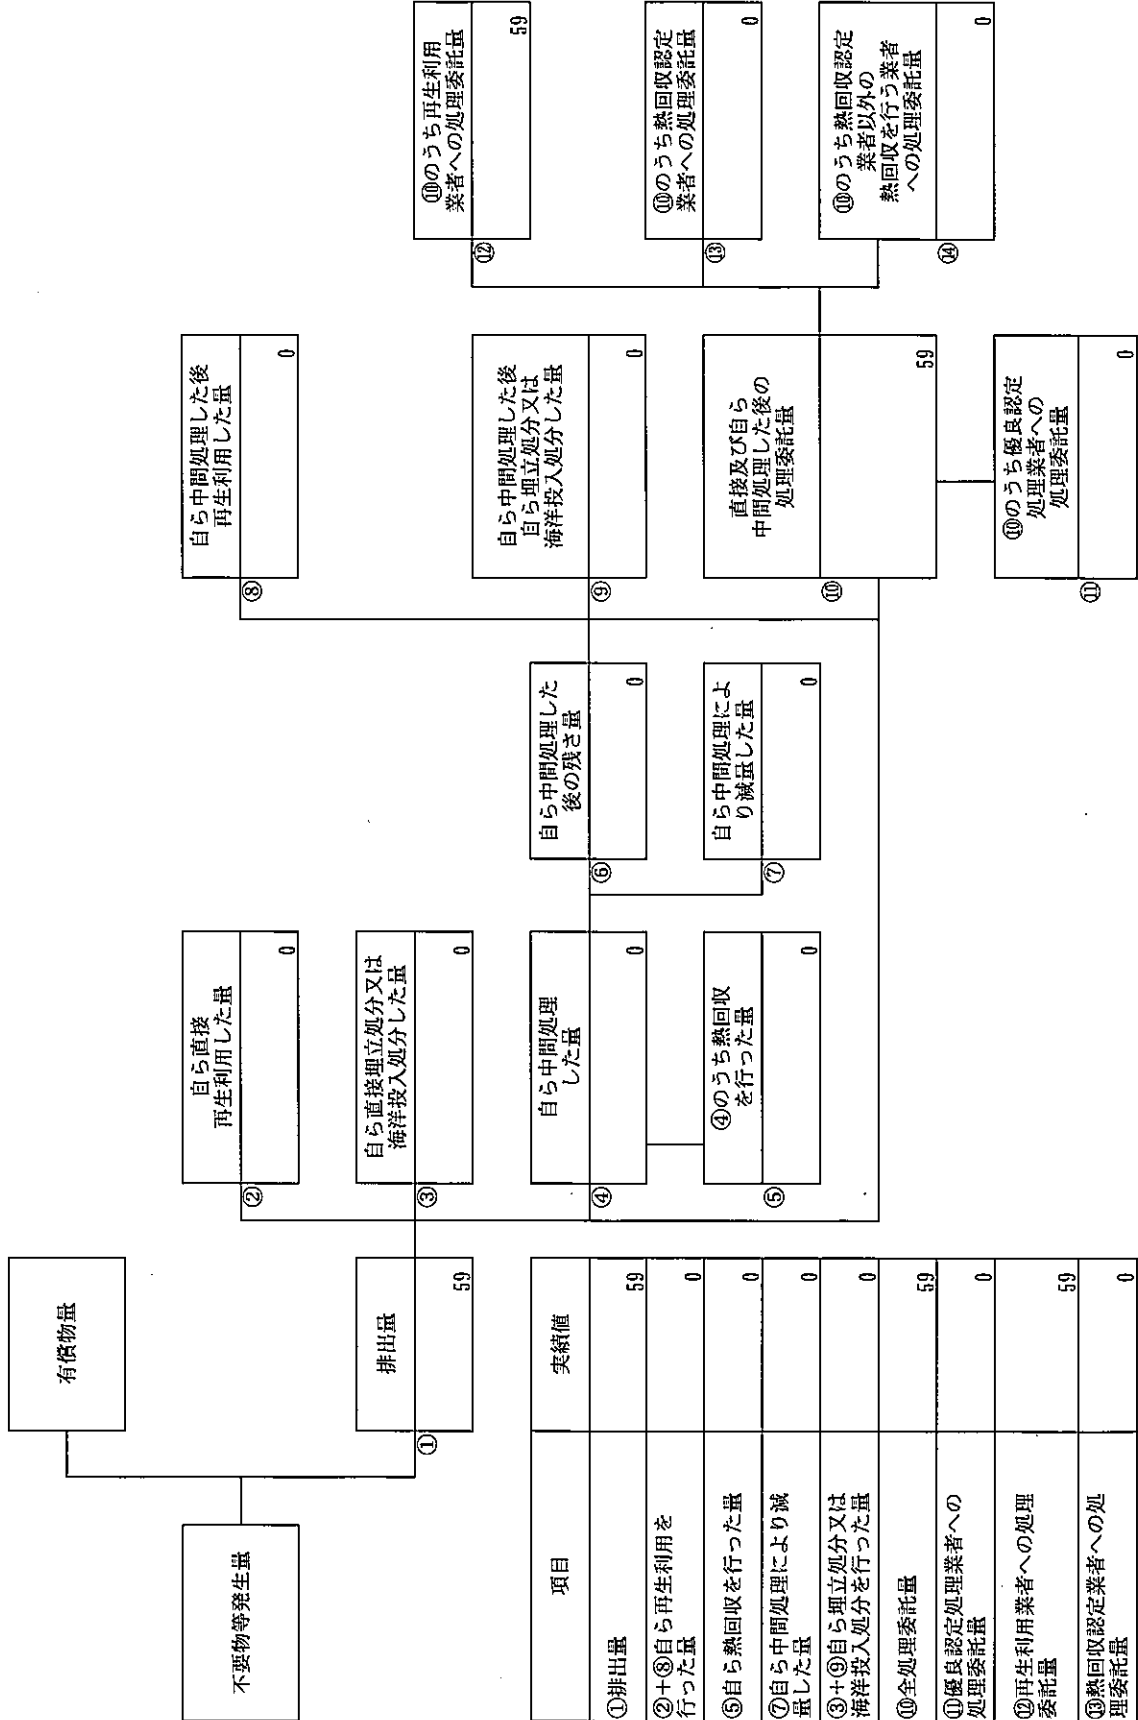 不要物等発生量
有償物量
①
排出量
59
②
自ら直接
再生利用した量
0
③
自ら直接埋立処分又は
海洋投入処分した量
0
④
自ら中間処理
した量
0
⑤
④のうち熱回収
を行った量
0
⑥
自ら中間処理した
後の残さ量
0
⑦
自ら中間処理によ
り減量した量
0
⑧
自ら中間処理した後
再生利用した量
0
⑨
自ら中間処理した後
自ら埋立処分又は
海洋投入処分した量
0
⑩
直接及び自ら
中間処理した後の
処理委託量
59
⑪
⑩のうち優良認定
処理業者への
処理委託量
0
⑫
⑩のうち再生利用
業者への処理委託量
59
⑬
⑩のうち熱回収認定
業者への処理委託量
0
⑭
⑩のうち熱回収認定
業者以外の
熱回収を行う業者
への処理委託量
0
項目 実績値
①排出量 59
②+⑧自ら再生利用を
行った量 0
⑤自ら熱回収を行った量 0
⑦自ら中間処理により減
量した量 0
③+⑨自ら埋立処分又は
海洋投入処分を行った量 0
⑩全処理委託量 59
⑪優良認定処理業者への
処理委託量 0
⑫再生利用業者への処理
委託量 59
⑬熱回収認定業者への処
理委託量 0